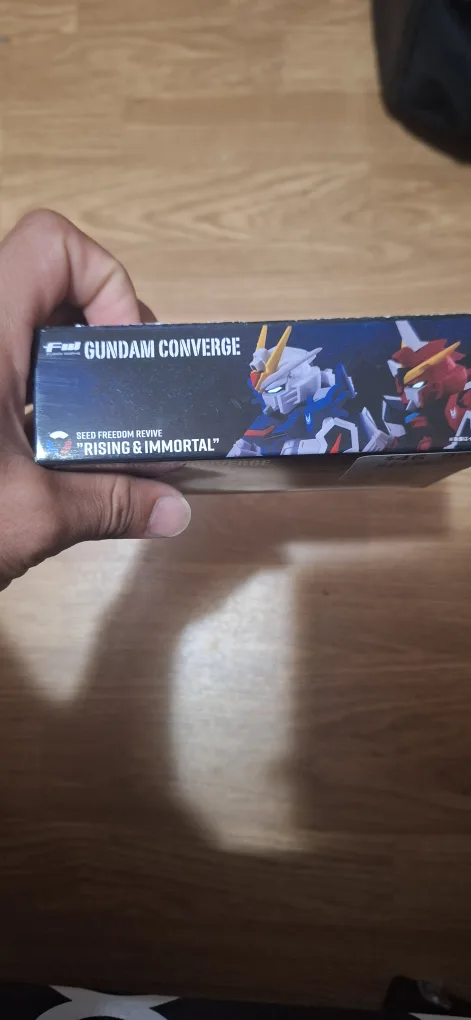 FW GUNDAM CONVERGE
SEED FREEDOM REVIVE
"RISING & IMMORTAL"